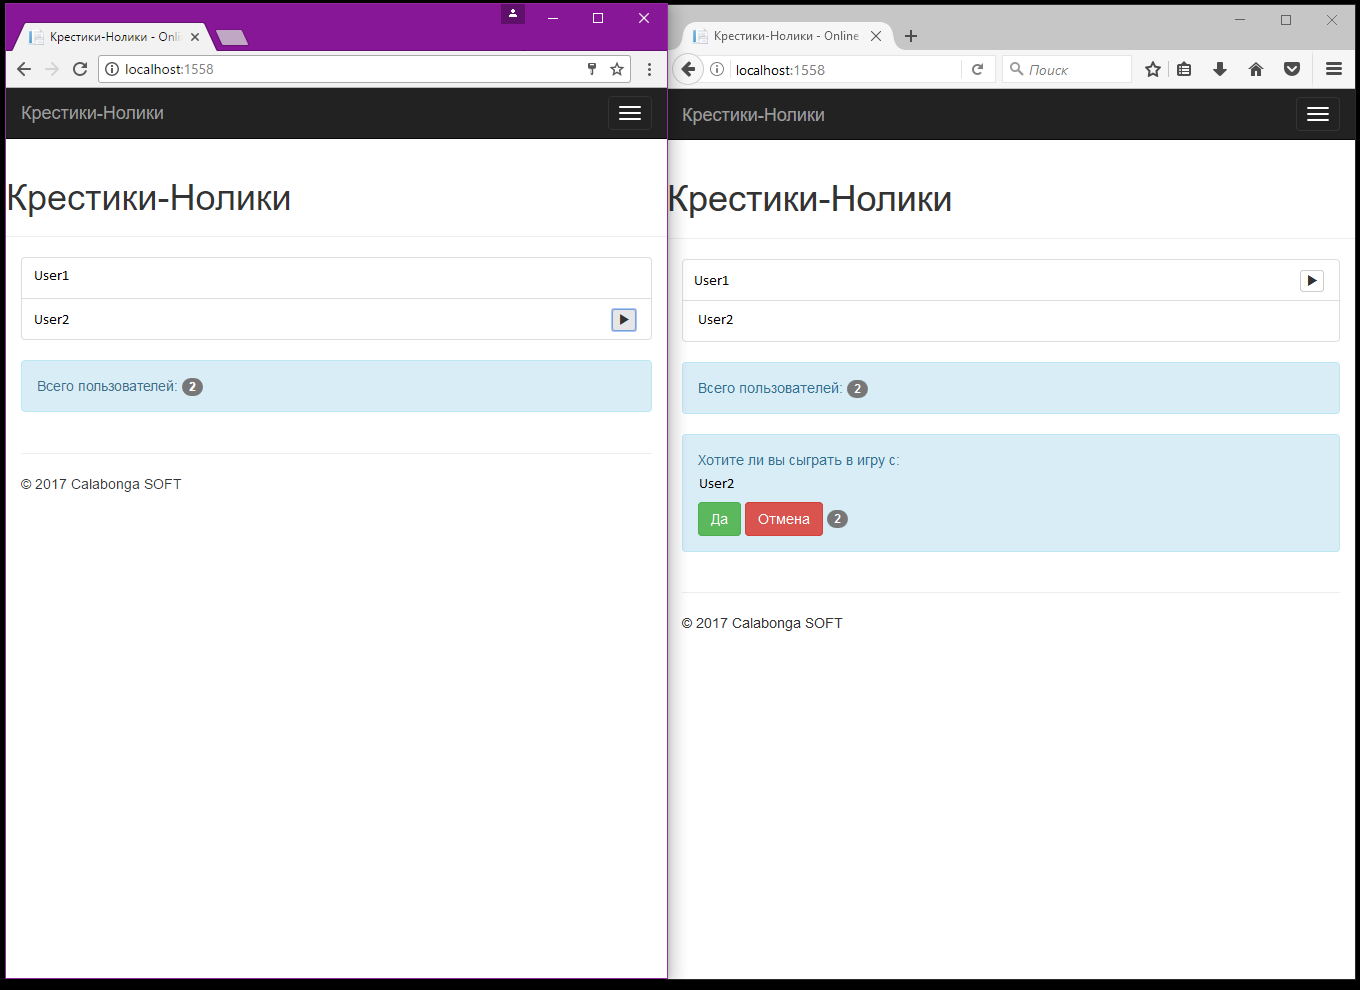 Крестики-Нолики - Onli
localhost:1558
Крестики-Нолики
Крестики-Нолики
User1
User2
Всего пользователей: 2
© 2017 Calabonga SOFT
Крестики-Нолики - Online
localhost:1558
Поиск
Крестики-Нолики
Крестики-Нолики
User1
User2
Всего пользователей: 2
Хотите ли вы сыграть в игру с:
User2
Да Отмена 2
© 2017 Calabonga SOFT